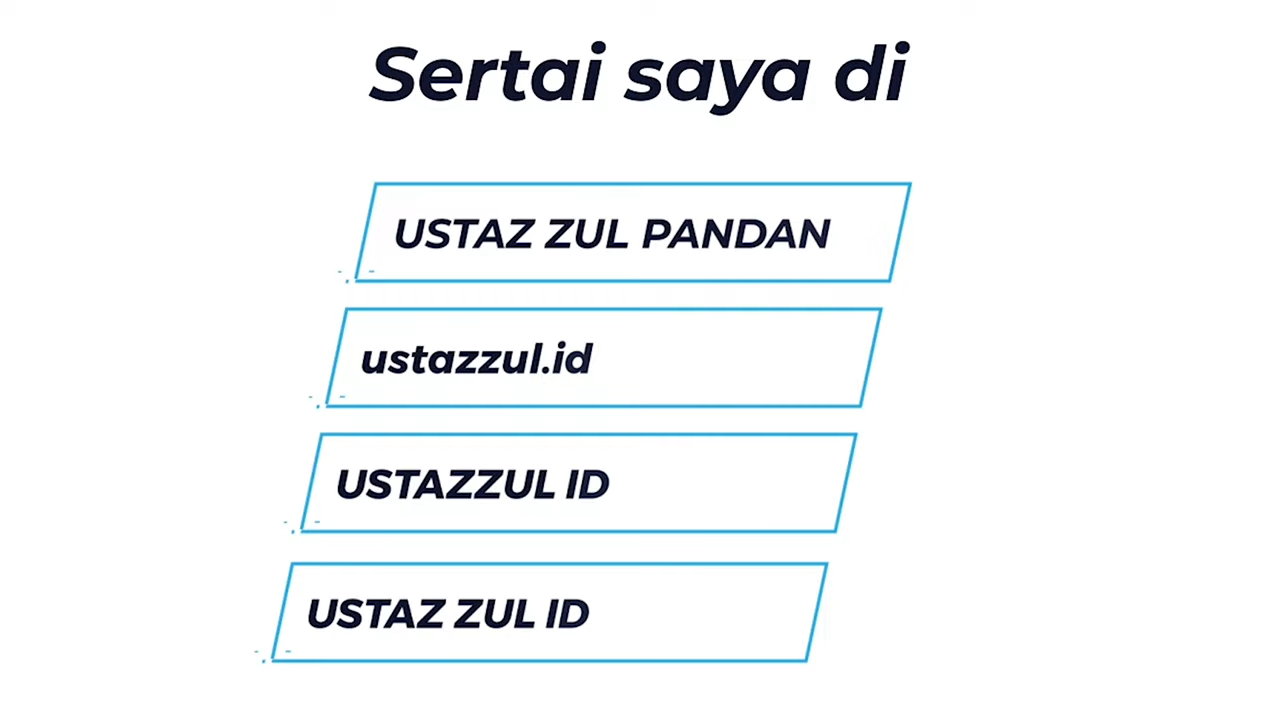 Sertai saya di
USTAZ ZUL PANDAN
ustazzul.id
USTAZZUL ID
USTAZ ZUL ID